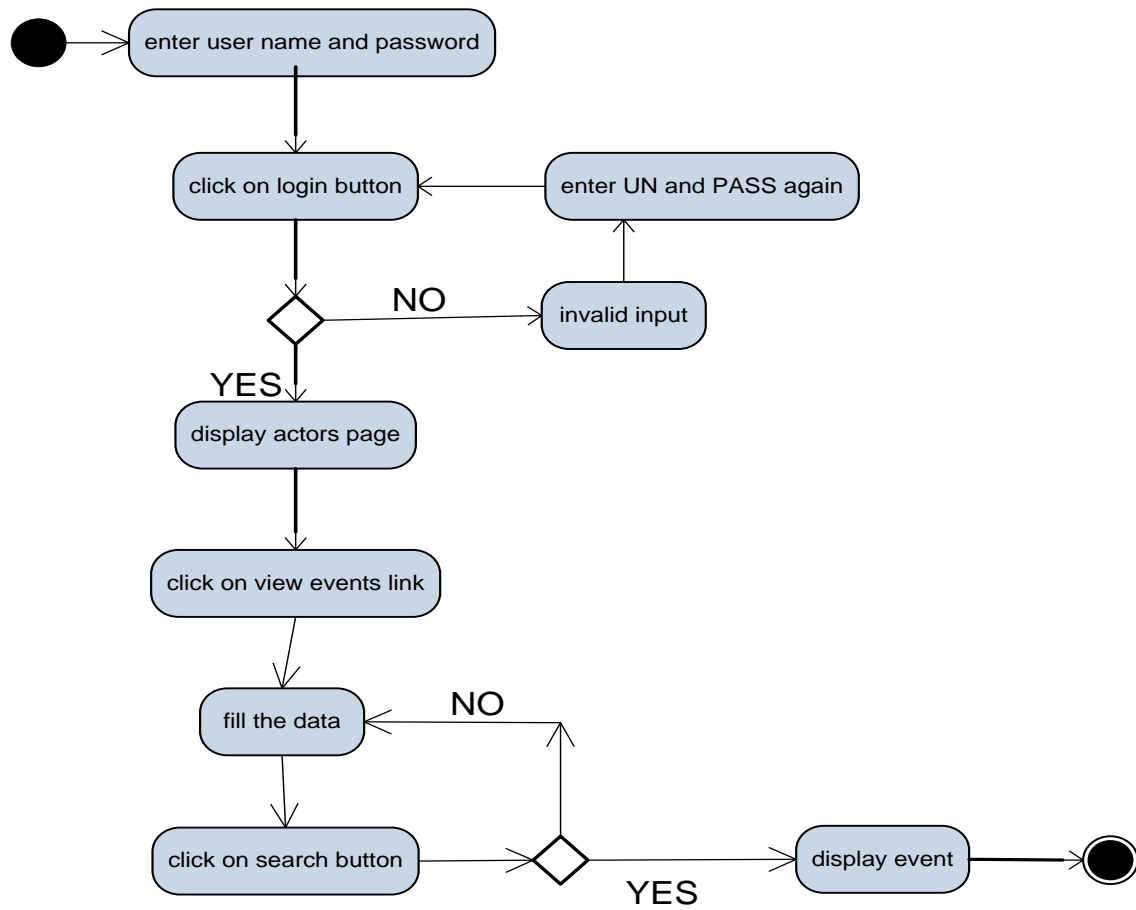 enter user name and password
click on login button
enter UN and PASS again
NO
invalid input
YES
display actors page
click on view events link
fill the data
NO
click on search button
display event
YES